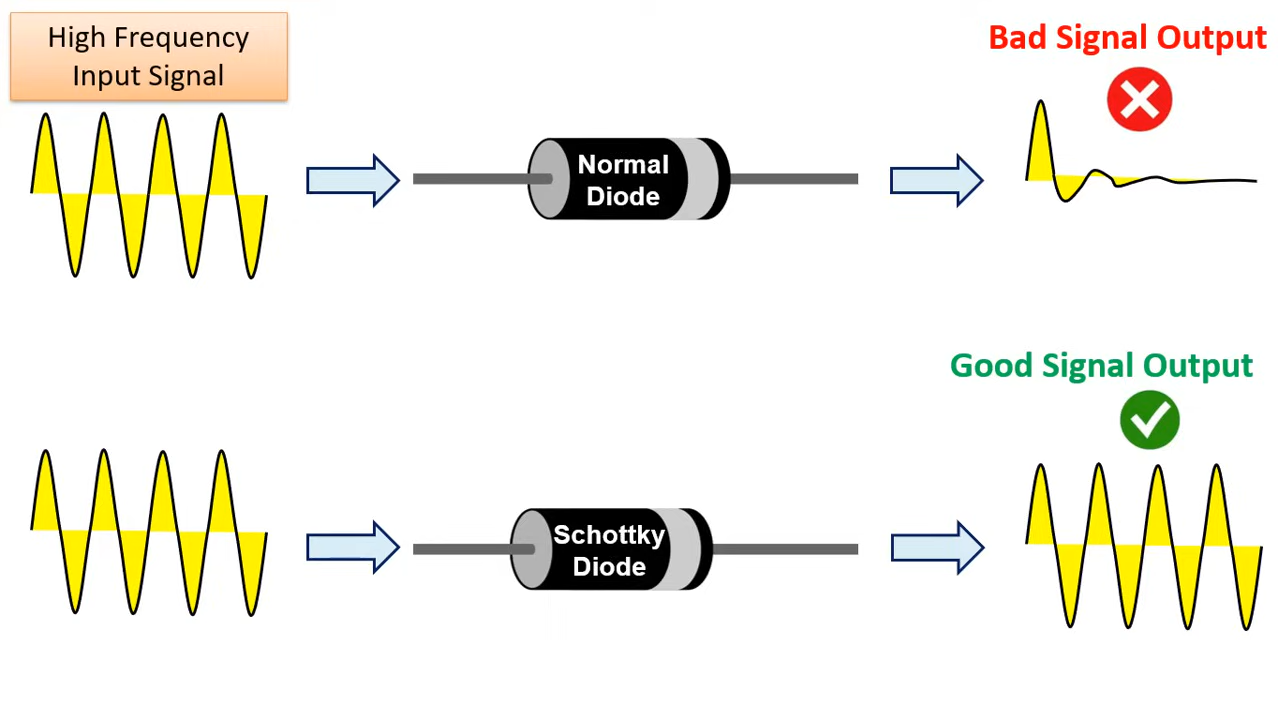 High Frequency
Input Signal
Bad Signal Output
Normal
Diode
Good Signal Output
Schottky
Diode